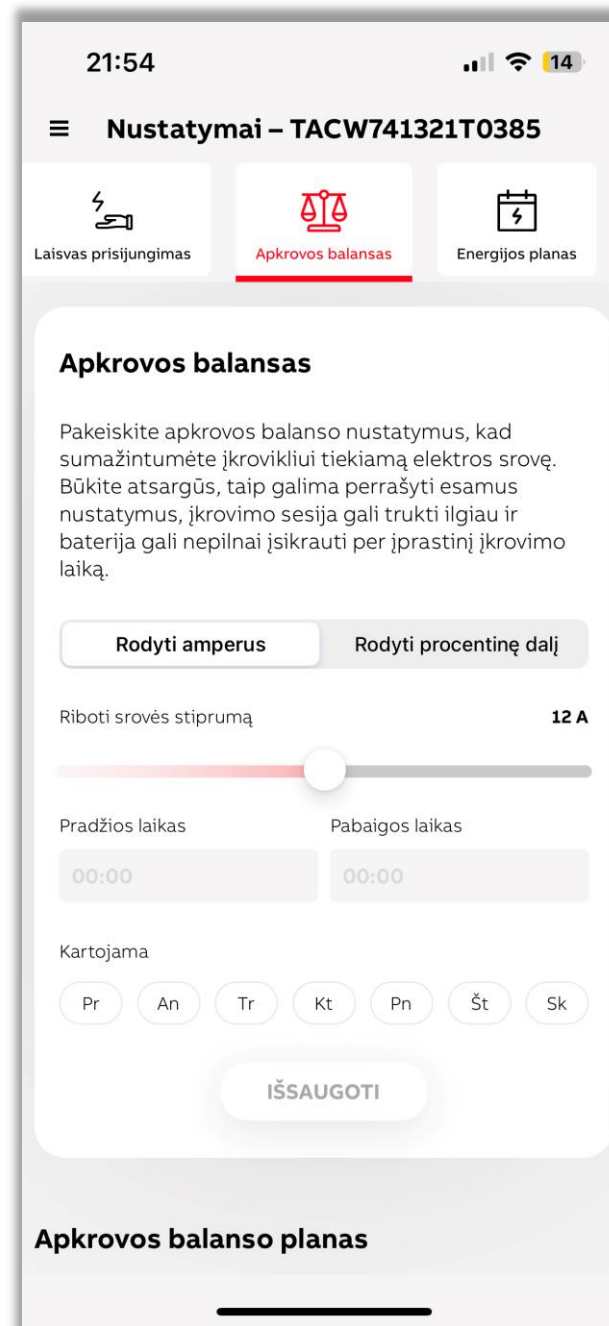 21:54
14
Nustatymai – TACW741321T0385
Laisvas prisijungimas
Apkrovos balansas
Energijos planas
Apkrovos balansas
Pakeiskite apkrovos balanso nustatymus, kad
sumažintumėte įkrovikliui tiekiamą elektros srovę.
Būkite atsargūs, taip galima perrašyti esamus
nustatymus, įkrovimo sesija gali trukti ilgiau ir
baterija gali nepilnai įsikrauti per įprastinį įkrovimo
laiką.
Rodyti amperus
Rodyti procentinę dalį
Riboti srovės stiprumą
12 A
Pradžios laikas
Pabaigos laikas
00:00
00:00
Kartojama
Pr
An
Tr
Kt
Pn
Št
Sk
IŠSAUGOTI
Apkrovos balanso planas